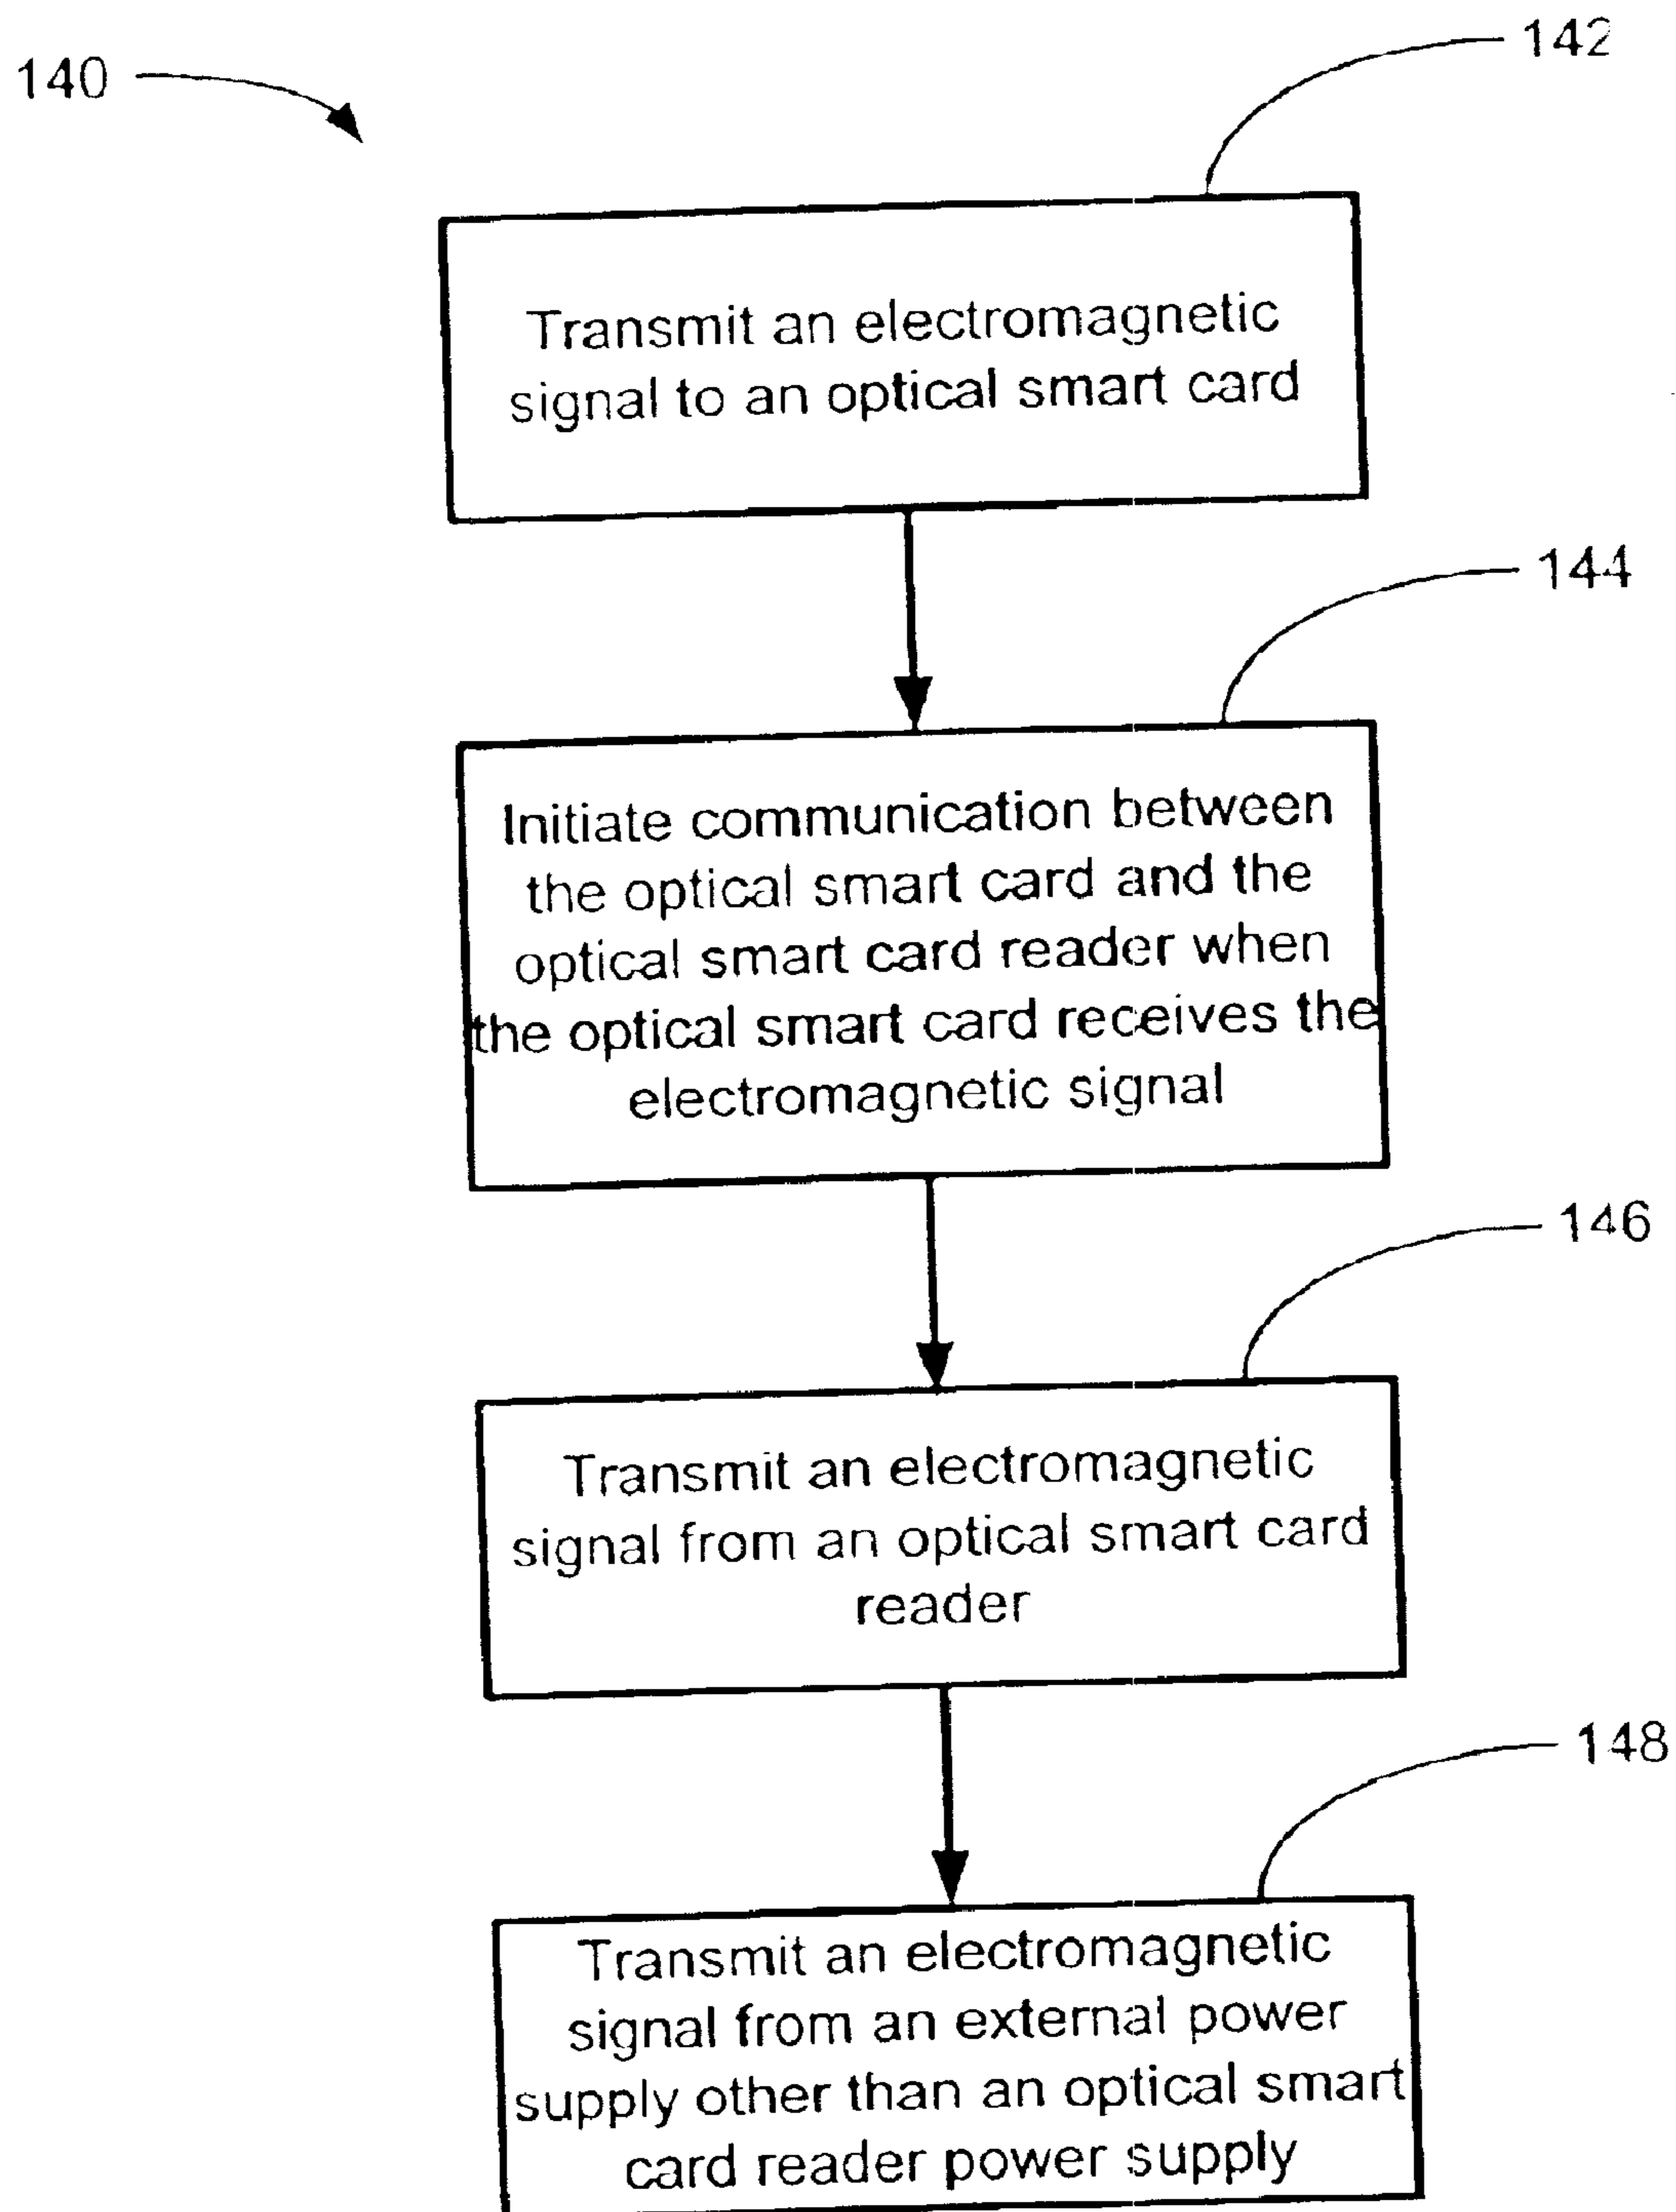 142
140
Transmit an electromagnetic
signal to an optical smart card
144
Initiate communication between
the optical smart card and the
optical smart card reader when
the optical smart card receives the
electromagnetic signal
146
Transmit an electromagnetic
signal from an optical smart card
reader
148
Transmit an electromagnetic
signal from an external power
supply other than an optical smart
card reader power supply